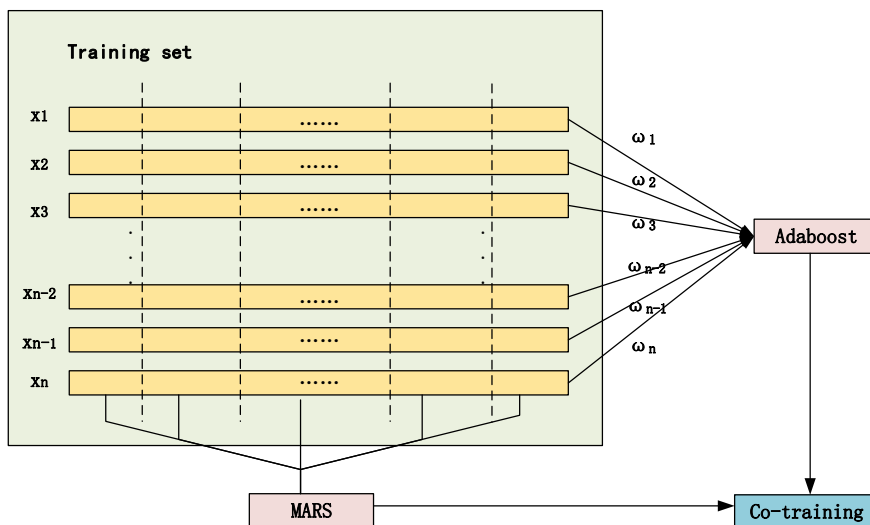 Training set
x1 ......
ω1
x2 ......
ω2
x3 ......
ω3
Adaboost
xn-2 ......
ωn-2
xn-1 ......
ωn-1
xn ......
ωn
MARS
Co-training